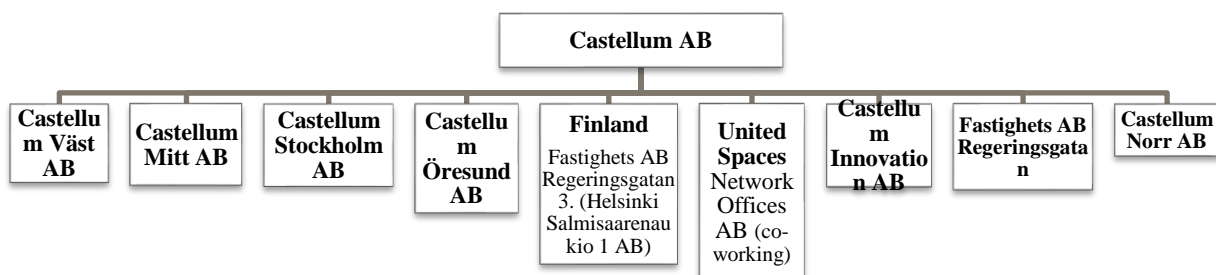 Castellum AB
Castellu
m Väst
AB
Castellum
Mitt AB
Castellum
Stockholm
AB
Castellu
m
Öresund
AB
Finland
Fastighets AB
Regeringsgatan
3. (Helsinki
Salmisaarenau
kio 1 AB)
United
Spaces
Network
Offices
AB (co-
working)
Castellu
m
Innovatio
n AB
Fastighets AB
Regeringsgata
n
Castellum
Norr AB